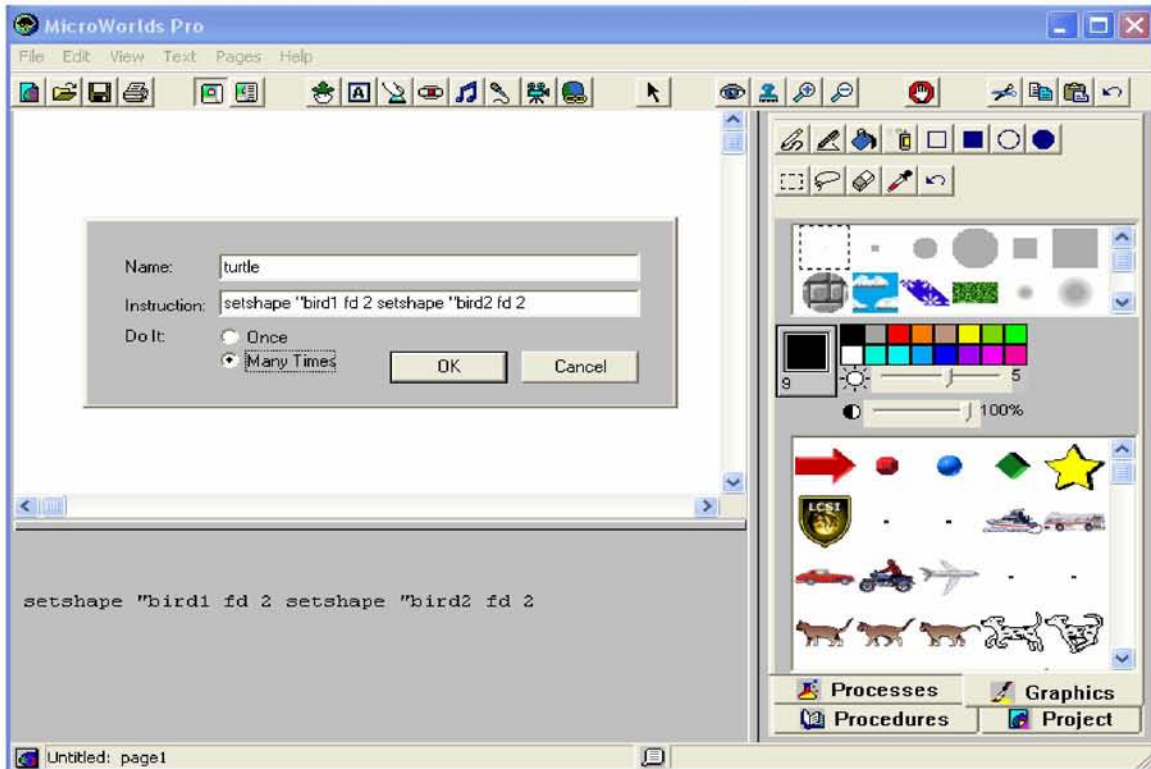 MicroWorlds Pro
File Edit View Text Pages Help
A
Name: turtle
Instruction: setshape "bird1 fd 2 setshape "bird2 fd 2
Do It: Once
Many Times
OK Cancel
9
5
100%
LCSI
setshape "bird1 fd 2 setshape "bird2 fd 2
Processes Graphics
Procedures Project
Untitled: page1